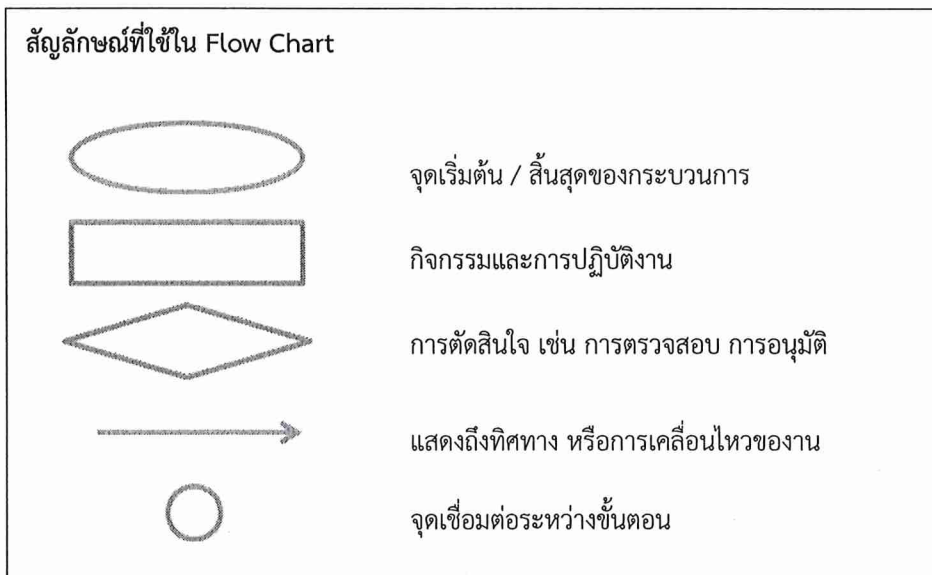 สัญลักษณ์ที่ใช้ใน Flow Chart
จุดเริ่มต้น / สิ้นสุดของกระบวนการ
กิจกรรมและการปฏิบัติงาน
การตัดสินใจ เช่น การตรวจสอบ การอนุมัติ
แสดงถึงทิศทาง หรือการเคลื่อนไหวของงาน
จุดเชื่อมต่อระหว่างขั้นตอน